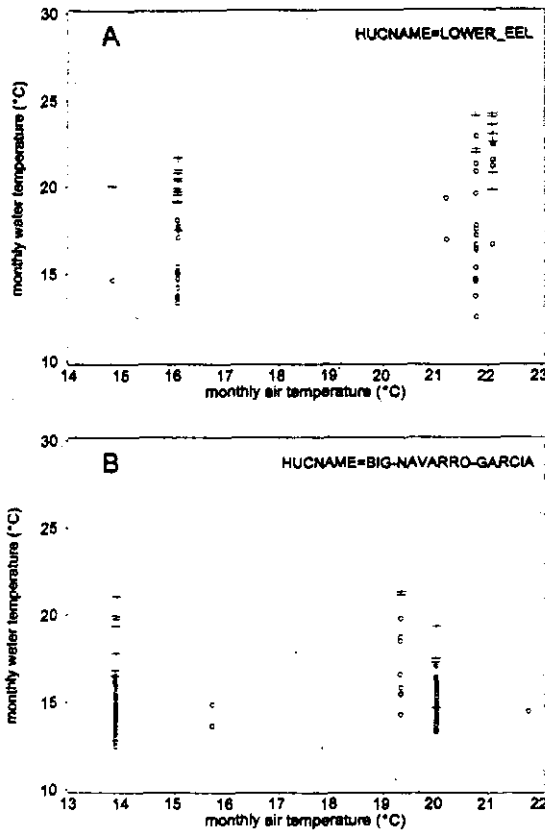 A
HUCNAME=LOWER_EEL
monthly water temperature (°C)
30
25
20
15
10
14 15 16 17 18 19 20 21 22 23
monthly air temperature (°C)
B
HUCNAME=BIG-NAVARRO-GARCIA
monthly water temperature (°C)
30
25
20
15
10
13 14 15 16 17 18 19 20 21 22
monthly air temperature (°C)